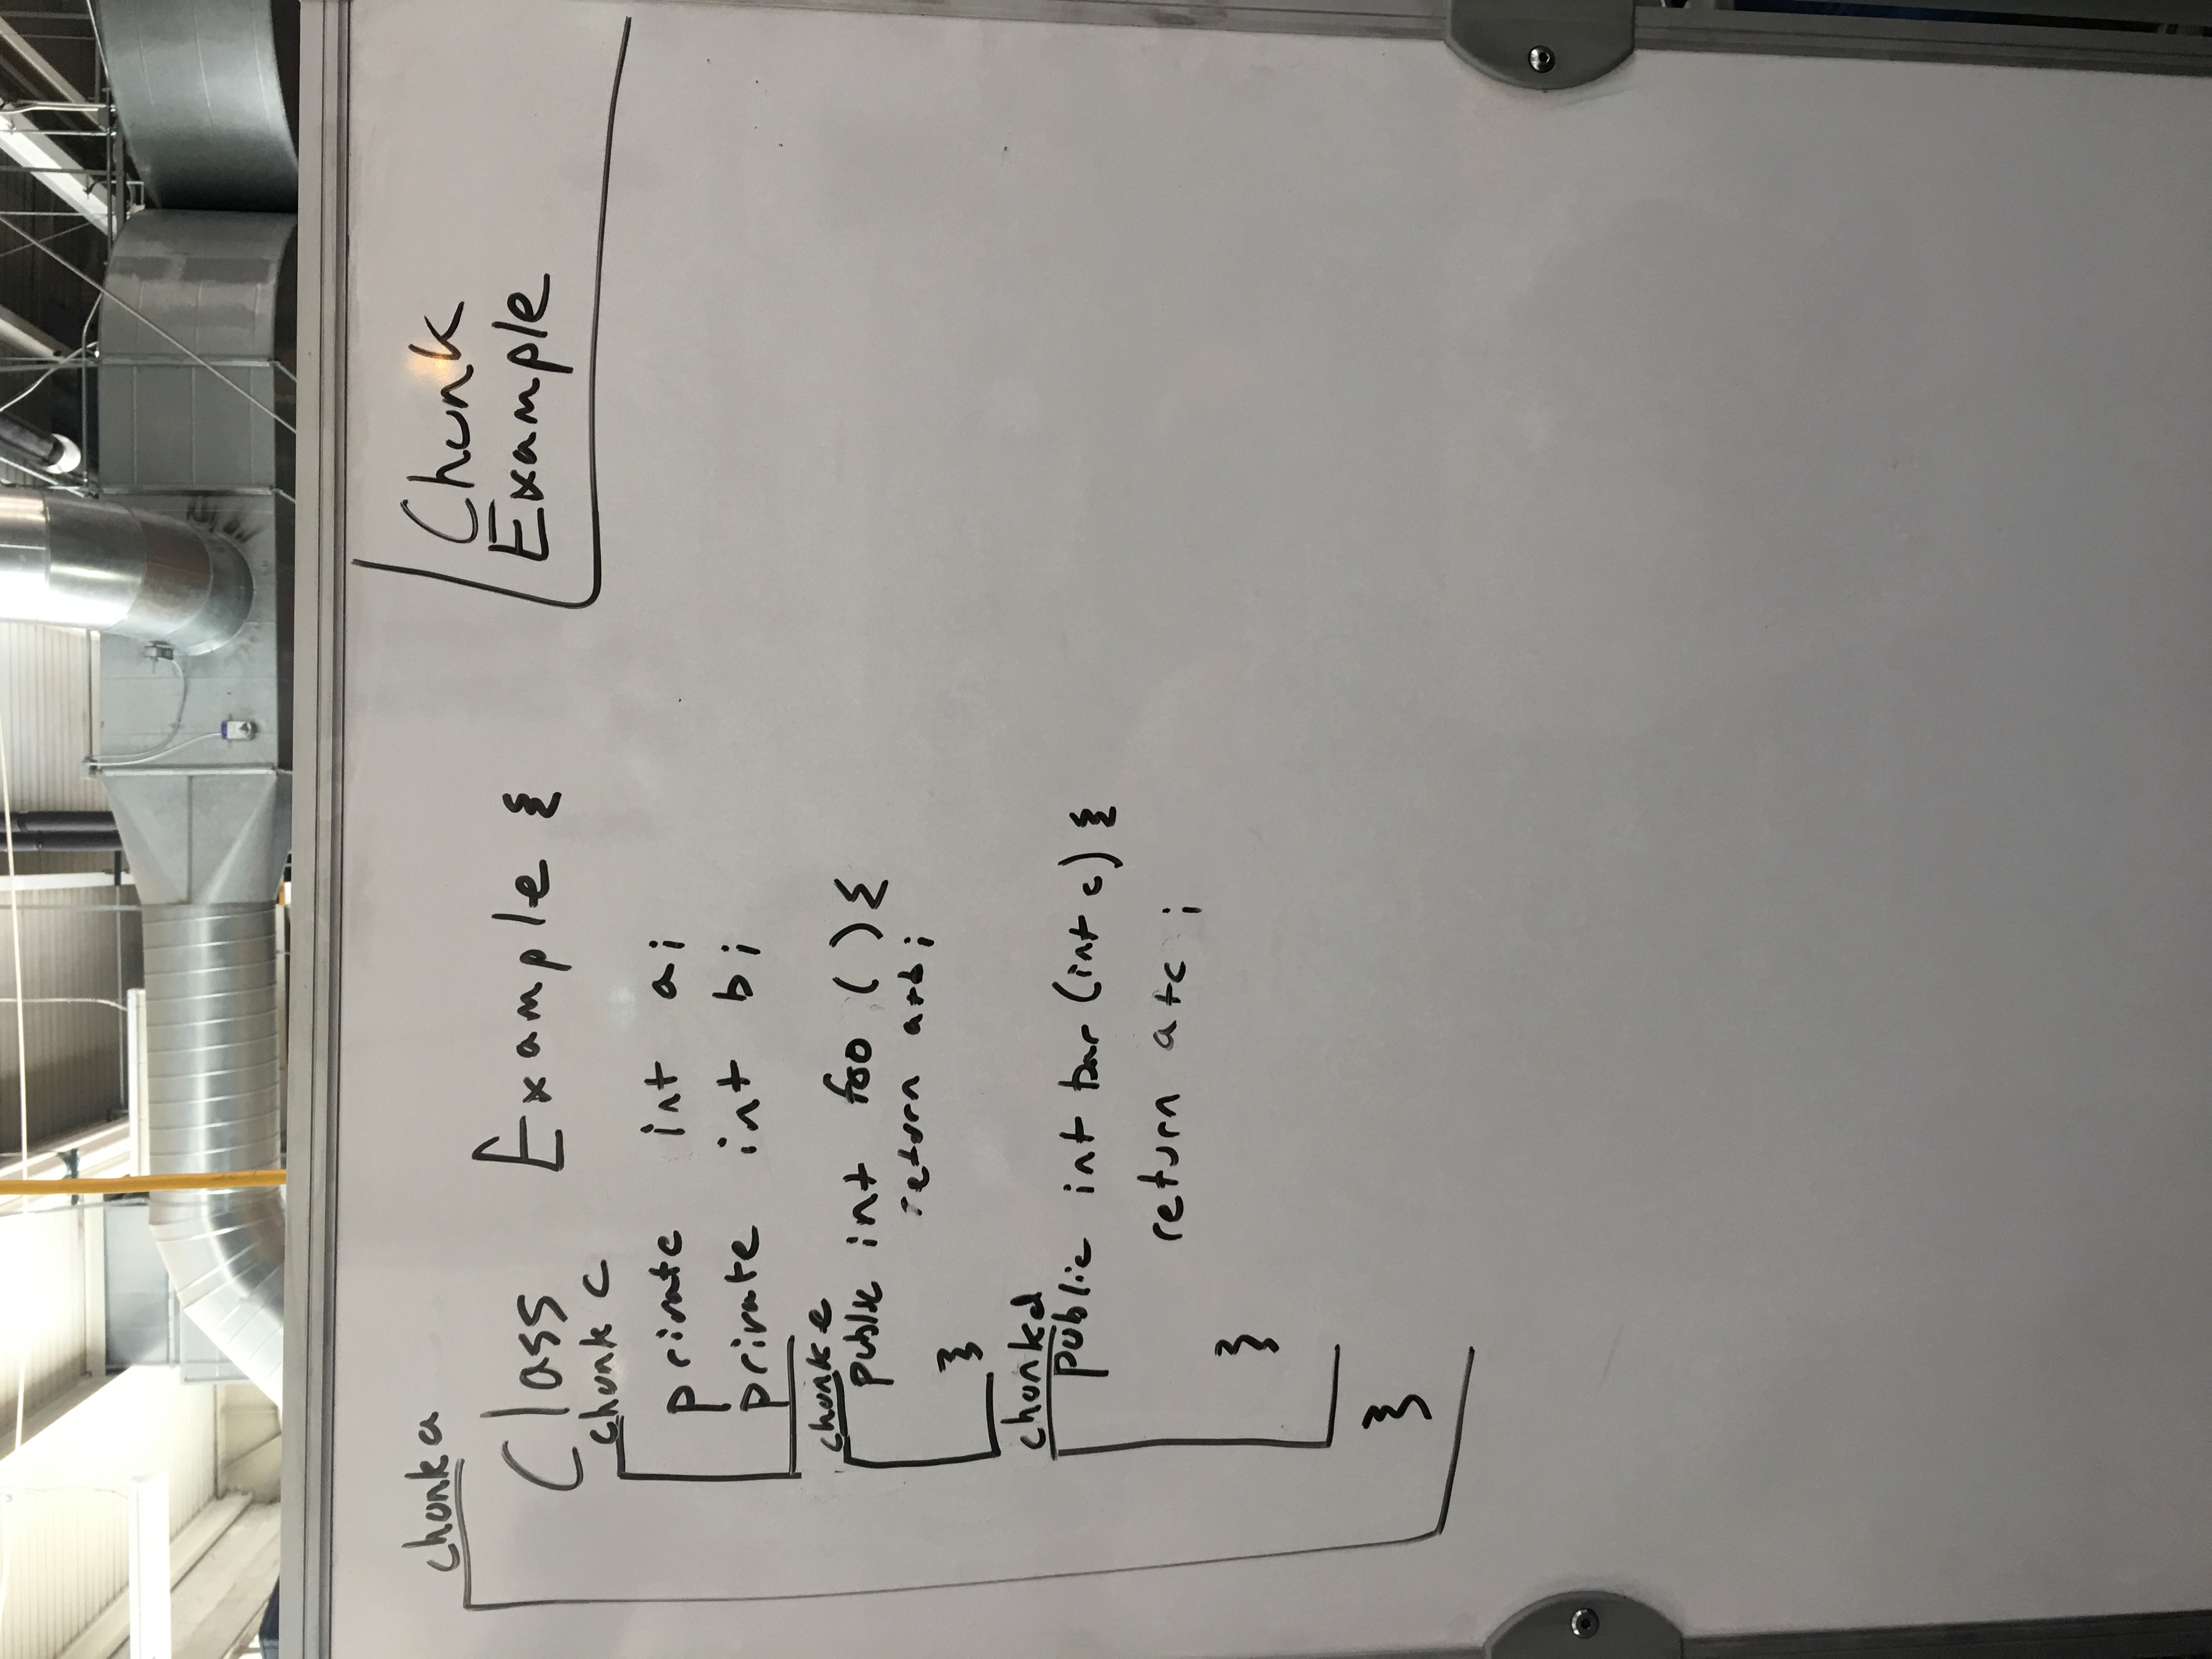 chunk a
Chunk
Example
Class Example {
chunk c
private int a;
private int b;
chunk e
public int foo () {
return a+b;
}
chunk d
public int bar (int c) {
return a+c ;
}
}